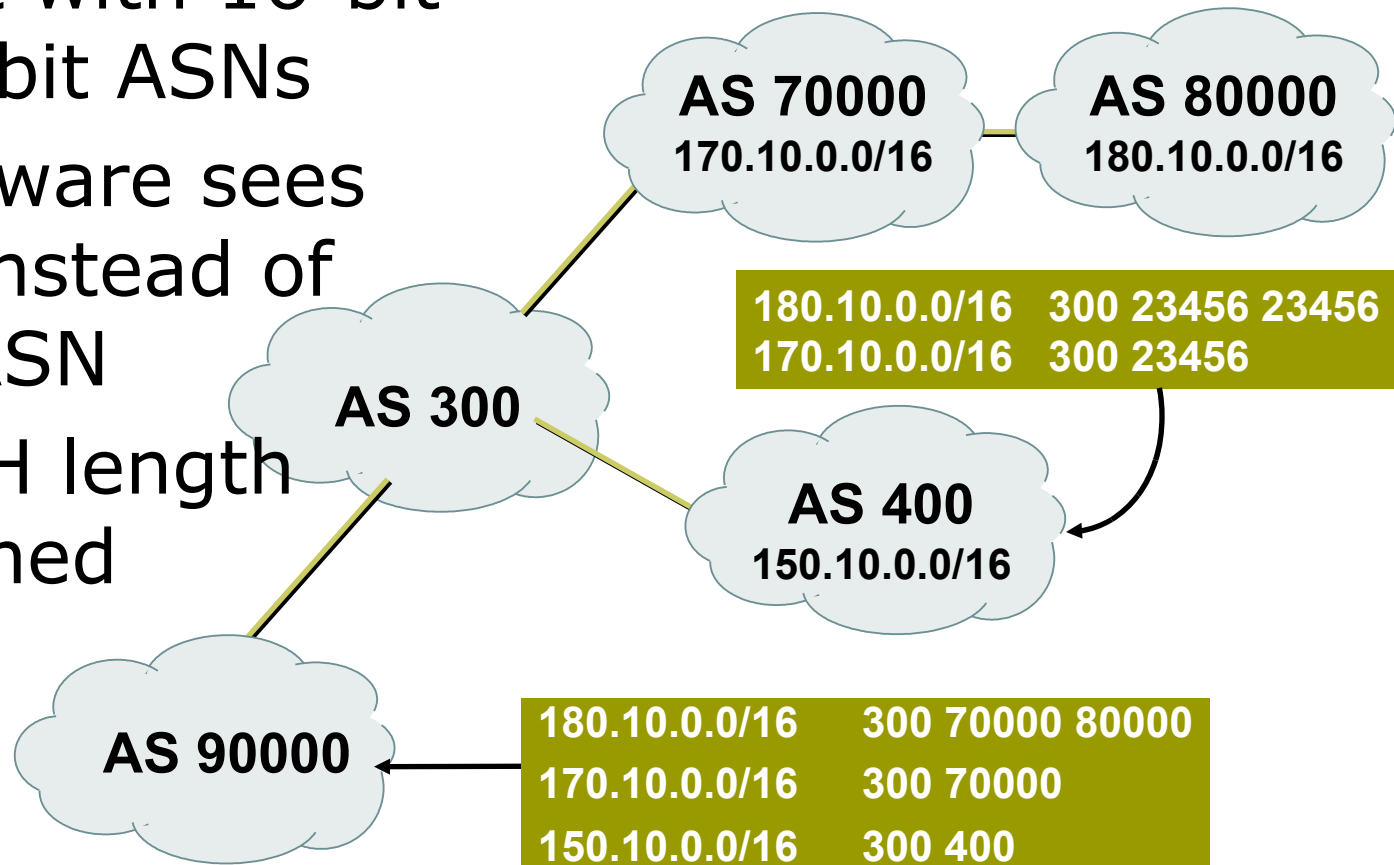 with 16-bit
bit ASNs
ware sees
nstead of
ASN
H length
ned
AS 70000
170.10.0.0/16
AS 80000
180.10.0.0/16
180.10.0.0/16 300 23456 23456
170.10.0.0/16 300 23456
AS 300
AS 400
150.10.0.0/16
AS 90000
180.10.0.0/16 300 70000 80000
170.10.0.0/16 300 70000
150.10.0.0/16 300 400